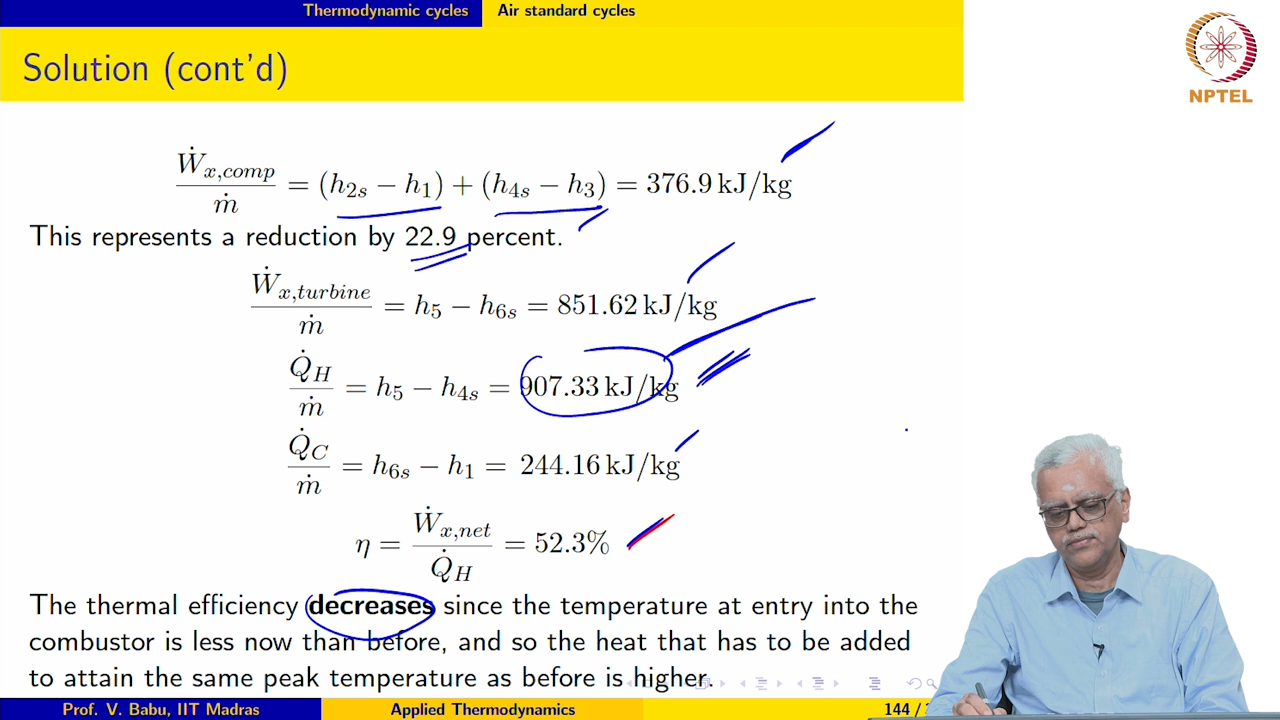 Thermodynamic cycles Air standard cycles
Solution (cont'd)
NPTEL
Ẇx,comp / ṁ = (h2s − h1) + (h4s − h3) = 376.9 kJ/kg
This represents a reduction by 22.9 percent.
Ẇx,turbine / ṁ = h5 − h6s = 851.62 kJ/kg
Q̇H / ṁ = h5 − h4s = 907.33 kJ/kg
Q̇C / ṁ = h6s − h1 = 244.16 kJ/kg
η = Ẇx,net / Q̇H = 52.3%
The thermal efficiency decreases since the temperature at entry into the
combustor is less now than before, and so the heat that has to be added
to attain the same peak temperature as before is higher.
Prof. V. Babu, IIT Madras Applied Thermodynamics 144 /